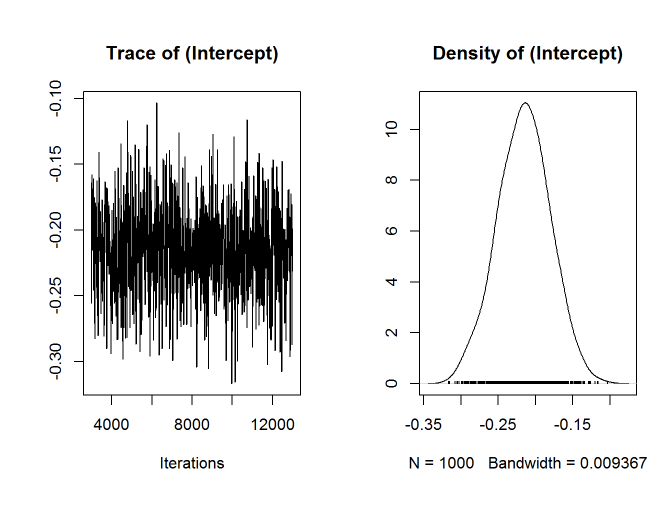 Trace of (Intercept)
-0.10
-0.15
-0.20
-0.25
-0.30
4000 8000 12000
Iterations
Density of (Intercept)
10
8
6
4
2
0
-0.35 -0.25 -0.15
N = 1000 Bandwidth = 0.009367